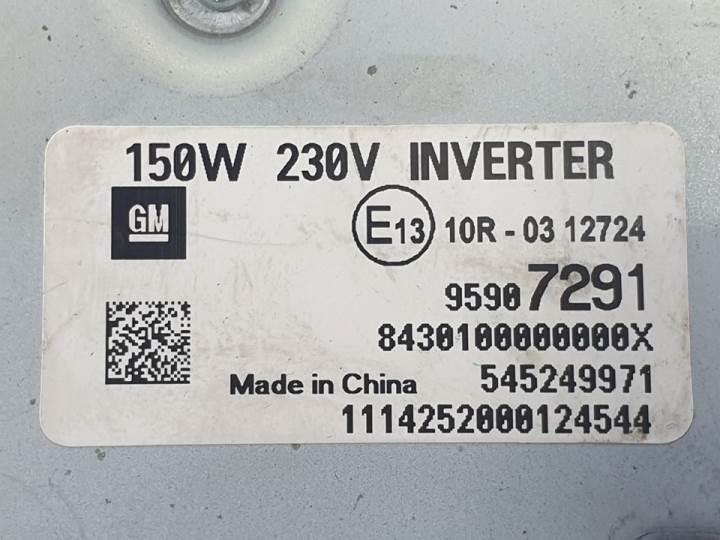 150W 230V INVERTER
GM
E13 10R - 03 12724
95907291
8430100000000X
Made in China 545249971
1114252000124544